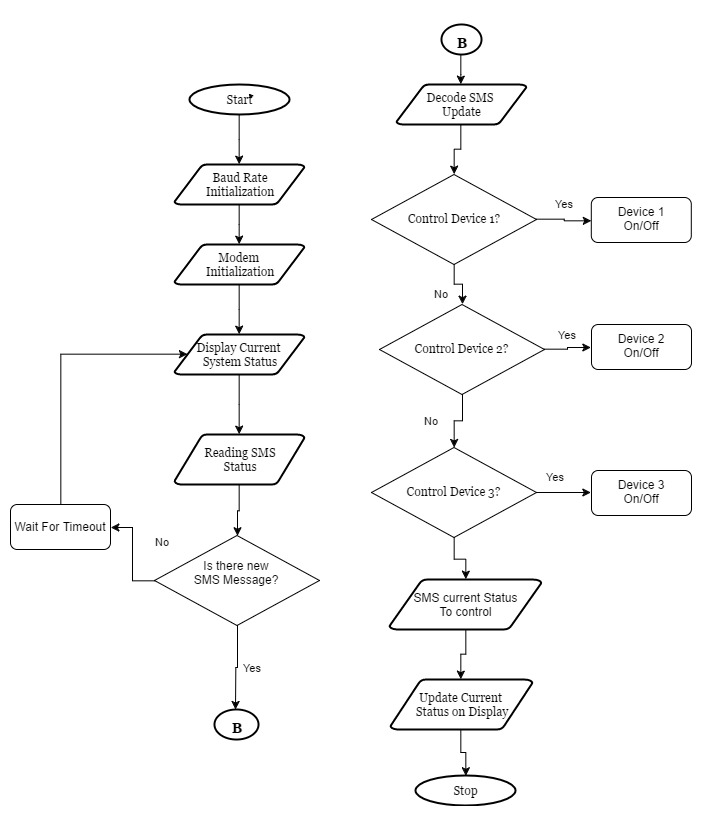 Start
Baud Rate
Initialization
Modem
Initialization
Display Current
System Status
Reading SMS
Status
Wait For Timeout
No
Is there new
SMS Message?
Yes
B
B
Decode SMS
Update
Control Device 1?
Yes
Device 1
On/Off
No
Control Device 2?
Yes
Device 2
On/Off
No
Control Device 3?
Yes
Device 3
On/Off
SMS current Status
To control
Update Current
Status on Display
Stop